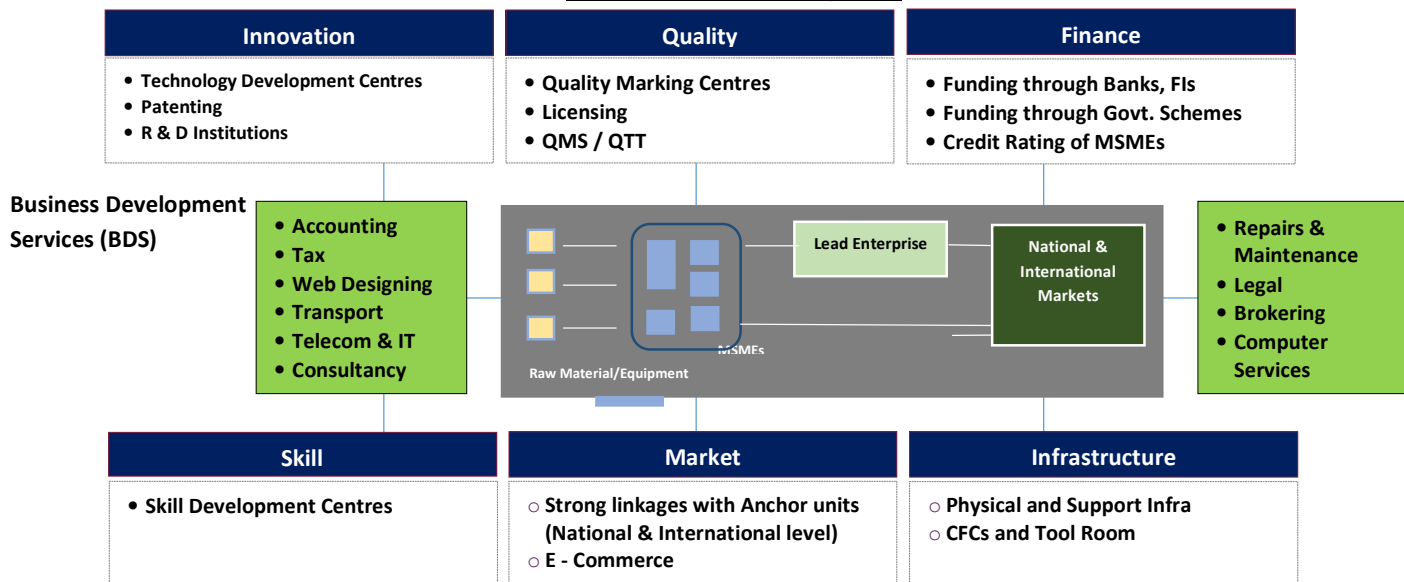 Innovation
• Technology Development Centres
• Patenting
• R & D Institutions
Quality
• Quality Marking Centres
• Licensing
• QMS / QTT
Finance
• Funding through Banks, FIs
• Funding through Govt. Schemes
• Credit Rating of MSMEs
Business Development
Services (BDS)
• Accounting
• Tax
• Web Designing
• Transport
• Telecom & IT
• Consultancy
Lead Enterprise
National &
International
Markets
MSMEs
Raw Material/Equipment
• Repairs &
Maintenance
• Legal
• Brokering
• Computer
Services
Skill
• Skill Development Centres
Market
○ Strong linkages with Anchor units
(National & International level)
○ E - Commerce
Infrastructure
○ Physical and Support Infra
○ CFCs and Tool Room